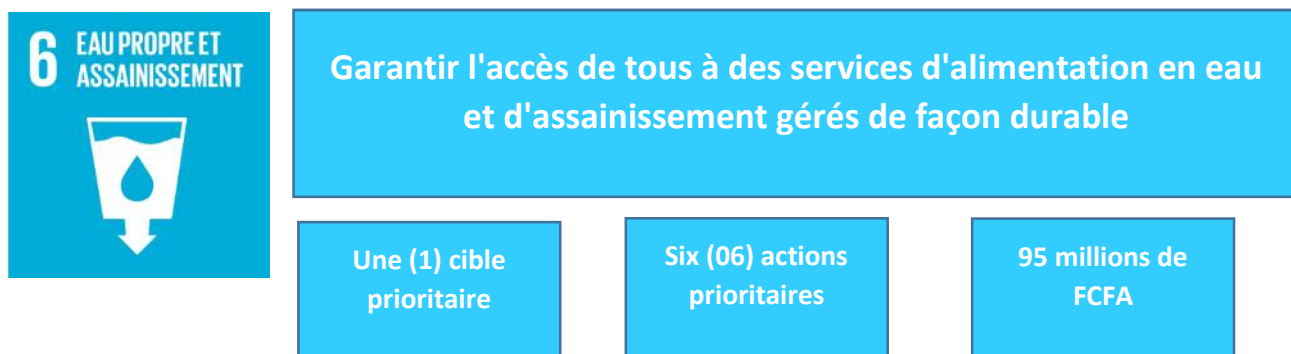 6 EAU PROPRE ET
ASSAINISSEMENT
Garantir l'accès de tous à des services d'alimentation en eau
et d'assainissement gérés de façon durable
Une (1) cible
prioritaire
Six (06) actions
prioritaires
95 millions de
FCFA